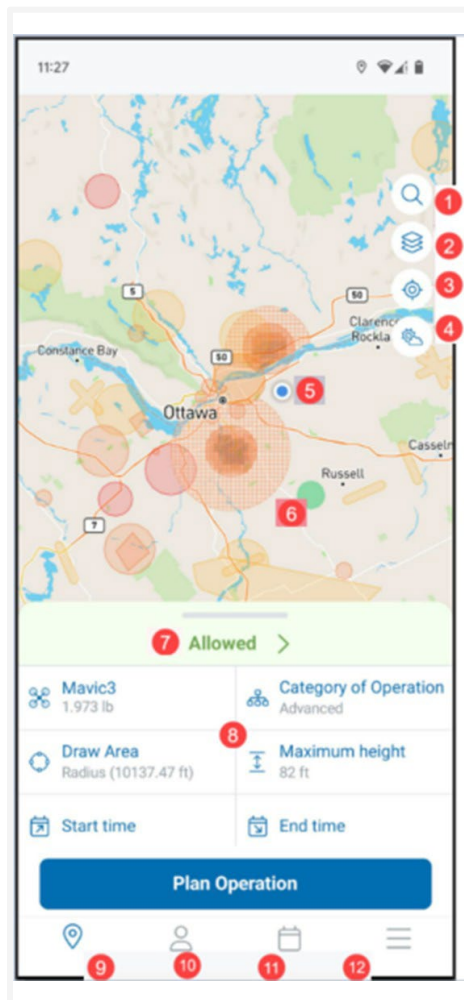 11:27
1
2
3
50
5
4
Clarence
Rockla
Constance Bay
50
5
Ottawa
Casseln
Russell
6
7
7 Allowed >
Mavic3
1.973 lb
Category of Operation
Advanced
8
Draw Area
Radius (10137.47 ft)
Maximum height
82 ft
Start time
End time
Plan Operation
9
10
11
12